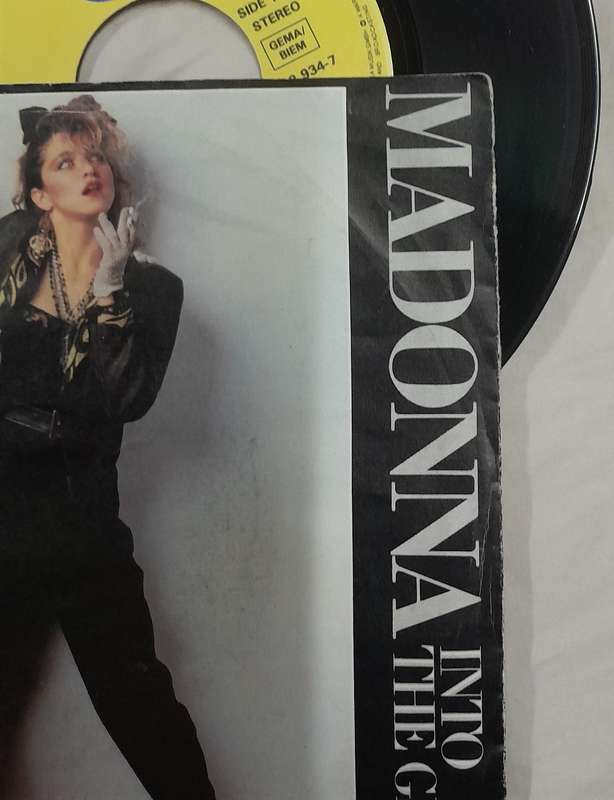 SIDE
STEREO
GEMA/
BIEM
934-7
MADONNA
INTO
THE G